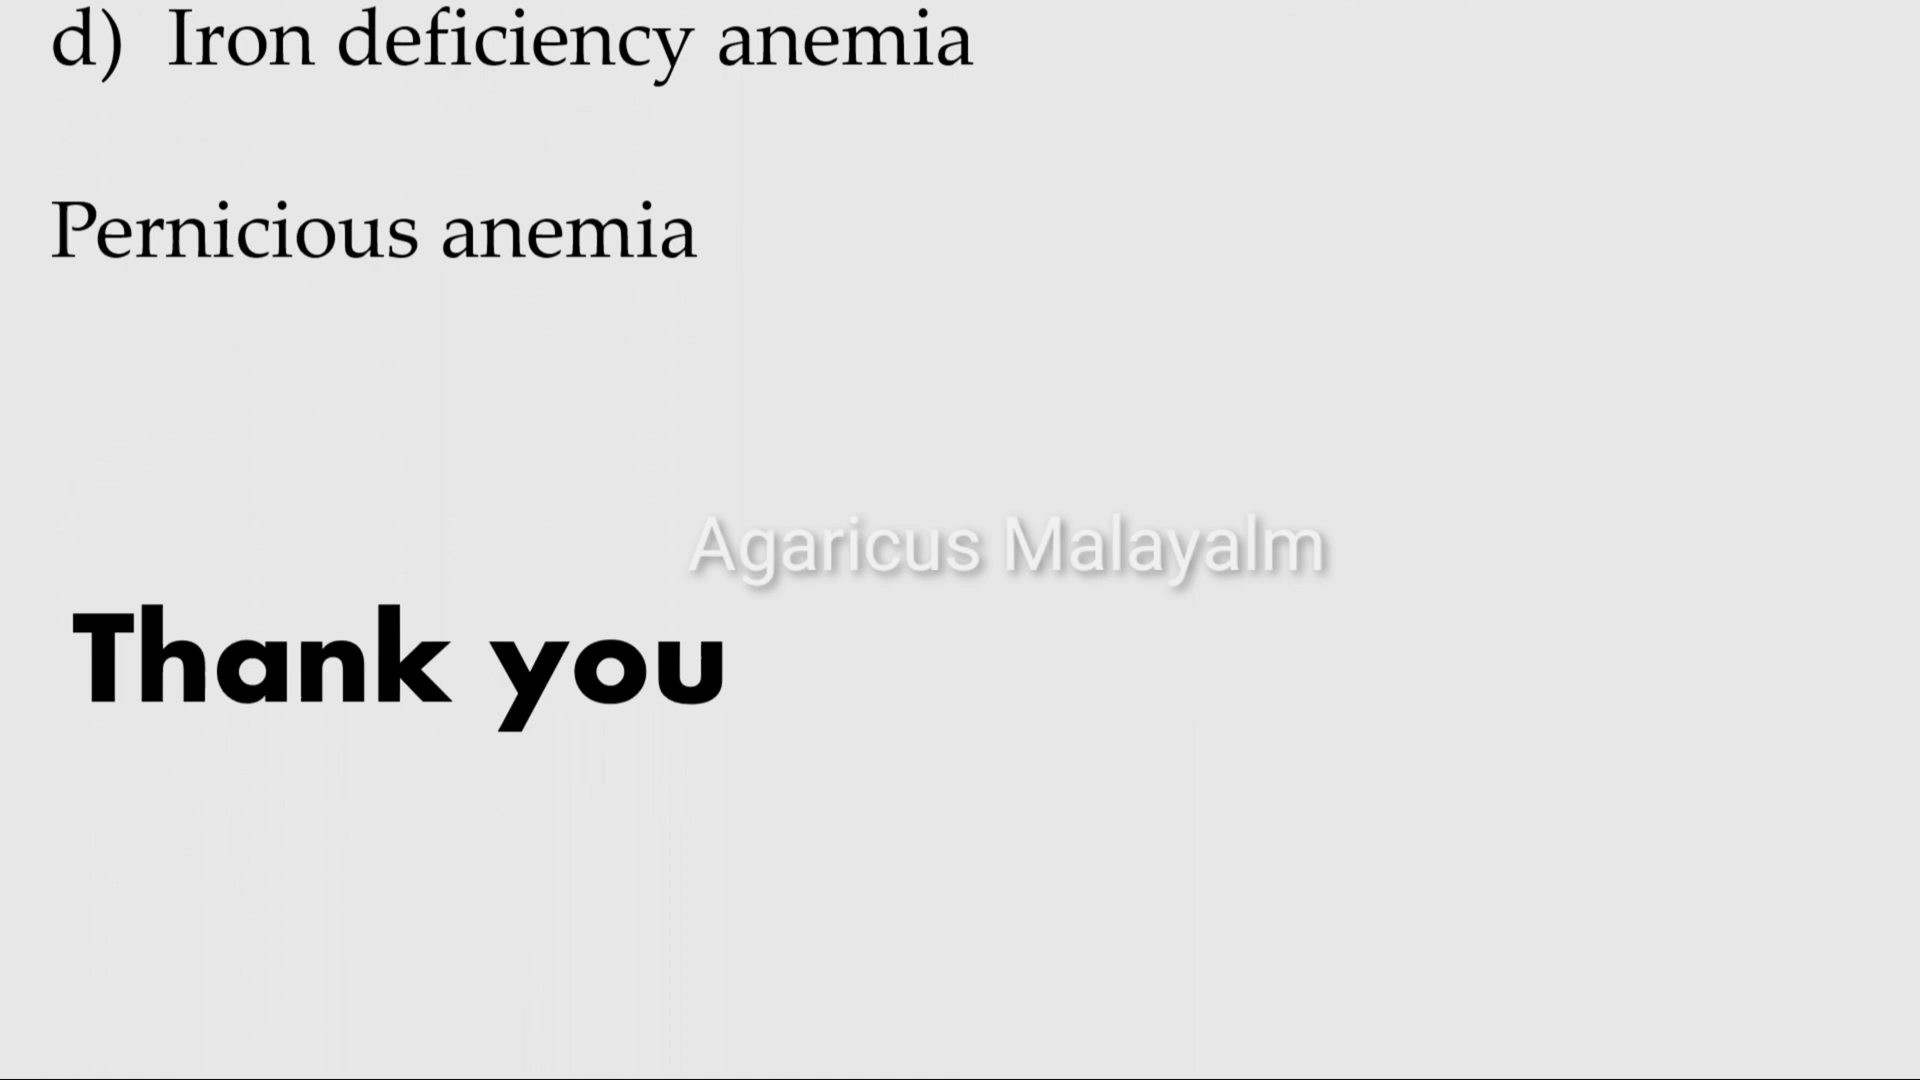 d) Iron deficiency anemia
Pernicious anemia
Agaricus Malayalm
Thank you